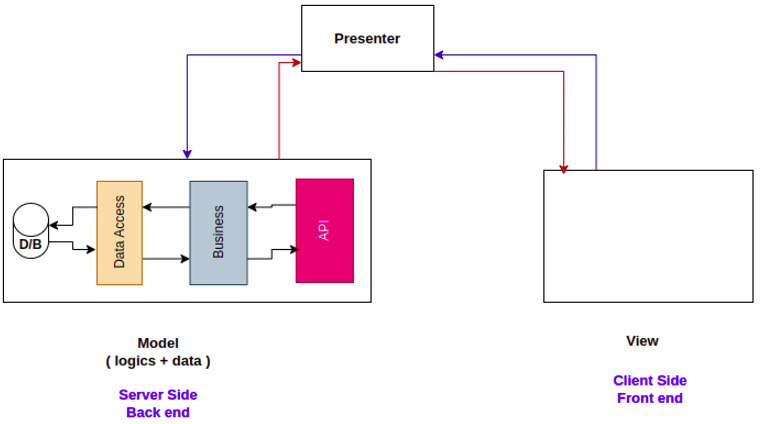 Presenter
D/B
Data Access
Business
API
Model
( logics + data )
Server Side
Back end
View
Client Side
Front end